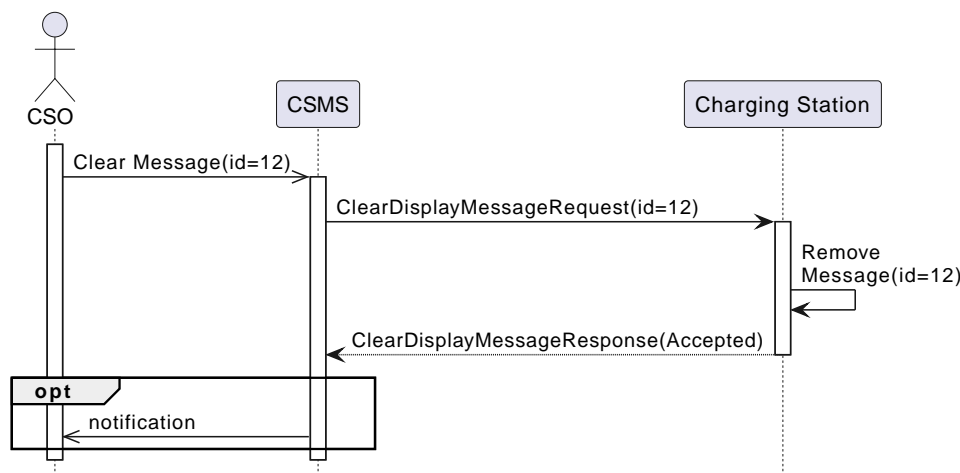 CSO
CSMS
Charging Station
Clear Message(id=12)
ClearDisplayMessageRequest(id=12)
Remove
Message(id=12)
ClearDisplayMessageResponse(Accepted)
opt
notification